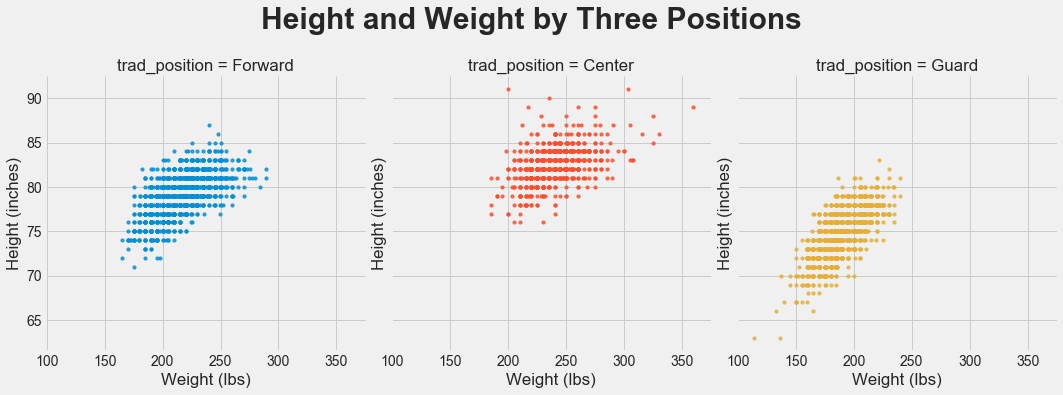 Height and Weight by Three Positions
trad_position = Forward
trad_position = Center
trad_position = Guard
Height (inches)
90
85
80
75
70
65
100 150 200 250 300 350
Weight (lbs)
Height (inches)
100 150 200 250 300 350
Weight (lbs)
Height (inches)
100 150 200 250 300 350
Weight (lbs)